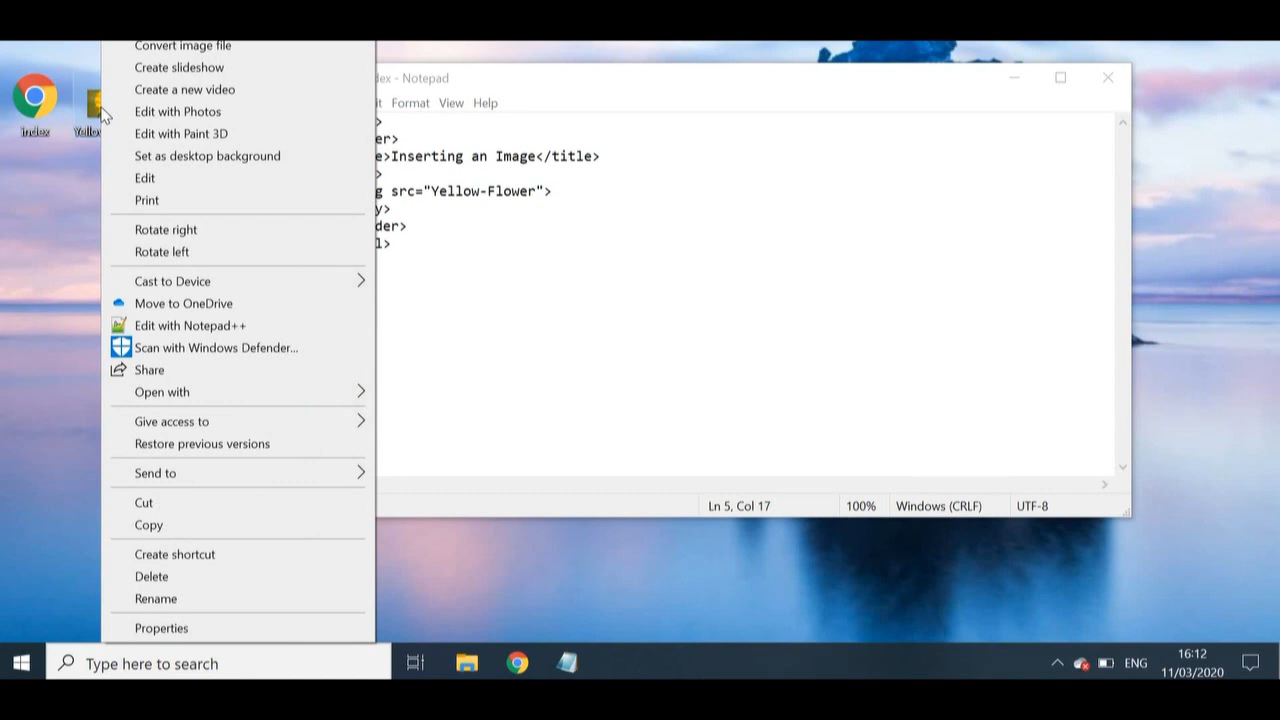 index
Yello
Convert image file
Create slideshow
Create a new video
Edit with Photos
Edit with Paint 3D
Set as desktop background
Edit
Print
Rotate right
Rotate left
Cast to Device
Move to OneDrive
Edit with Notepad++
Scan with Windows Defender...
Share
Open with
Give access to
Restore previous versions
Send to
Cut
Copy
Create shortcut
Delete
Rename
Properties
dex - Notepad
it Format View Help
>
er>
e>Inserting an Image</title>
>
g src="Yellow-Flower">
y>
der>
l>
Ln 5, Col 17 100% Windows (CRLF) UTF-8
Type here to search
ENG
16:12
11/03/2020